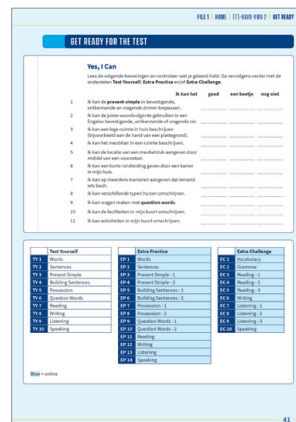 FILE 1 | HOME | (T)-HAVO-VWO 2 | GET READY
GET READY FOR THE TEST
Yes, I Can
Lees de volgende beweringen en controleer wat je geleerd hebt. Ga vervolgens verder met de
onderdelen Test Yourself, Extra Practice en/of Extra Challenge.
Ik kan het goed een beetje nog niet
1 Ik kan de present simple in bevestigende,
ontkennende en vragende zinnen toepassen.
2 Ik kan de juiste woordvolgorde gebruiken in een
Engelse bevestigende, ontkennende of vragende zin.
3 Ik kan een lege ruimte in huis beschrijven
(bijvoorbeeld aan de hand van een plattegrond).
4 Ik kan het meubilair in een ruimte beschrijven.
5 Ik kan de locatie van een meubelstuk aangeven door
middel van een voorzetsel.
6 Ik kan een korte rondleiding geven door een kamer
in mijn huis.
7 Ik kan op meerdere manieren aangeven dat iemand
iets bezit.
8 Ik kan verschillende typen huizen omschrijven.
9 Ik kan vragen maken met question words.
10 Ik kan de faciliteiten in mijn buurt omschrijven.
11 Ik kan activiteiten in mijn buurt omschrijven.
Test Yourself
TY 1 Words
TY 2 Sentences
TY 3 Present Simple
TY 4 Building Sentences
TY 5 Possession
TY 6 Question Words
TY 7 Reading
TY 8 Writing
TY 9 Listening
TY 10 Speaking
Extra Practice
EP 1 Words
EP 2 Sentences
EP 3 Present Simple - 1
EP 4 Present Simple - 2
EP 5 Building Sentences - 1
EP 6 Building Sentences - 2
EP 7 Possession - 1
EP 8 Possession - 2
EP 9 Question Words - 1
EP 10 Question Words - 2
EP 11 Reading
EP 12 Writing
EP 13 Listening
EP 14 Speaking
Extra Challenge
EC 1 Vocabulary
EC 2 Grammar
EC 3 Reading - 1
EC 4 Reading - 2
EC 5 Reading - 3
EC 6 Writing
EC 7 Listening - 1
EC 8 Listening - 2
EC 9 Listening - 3
EC 10 Speaking
Blue = online
41